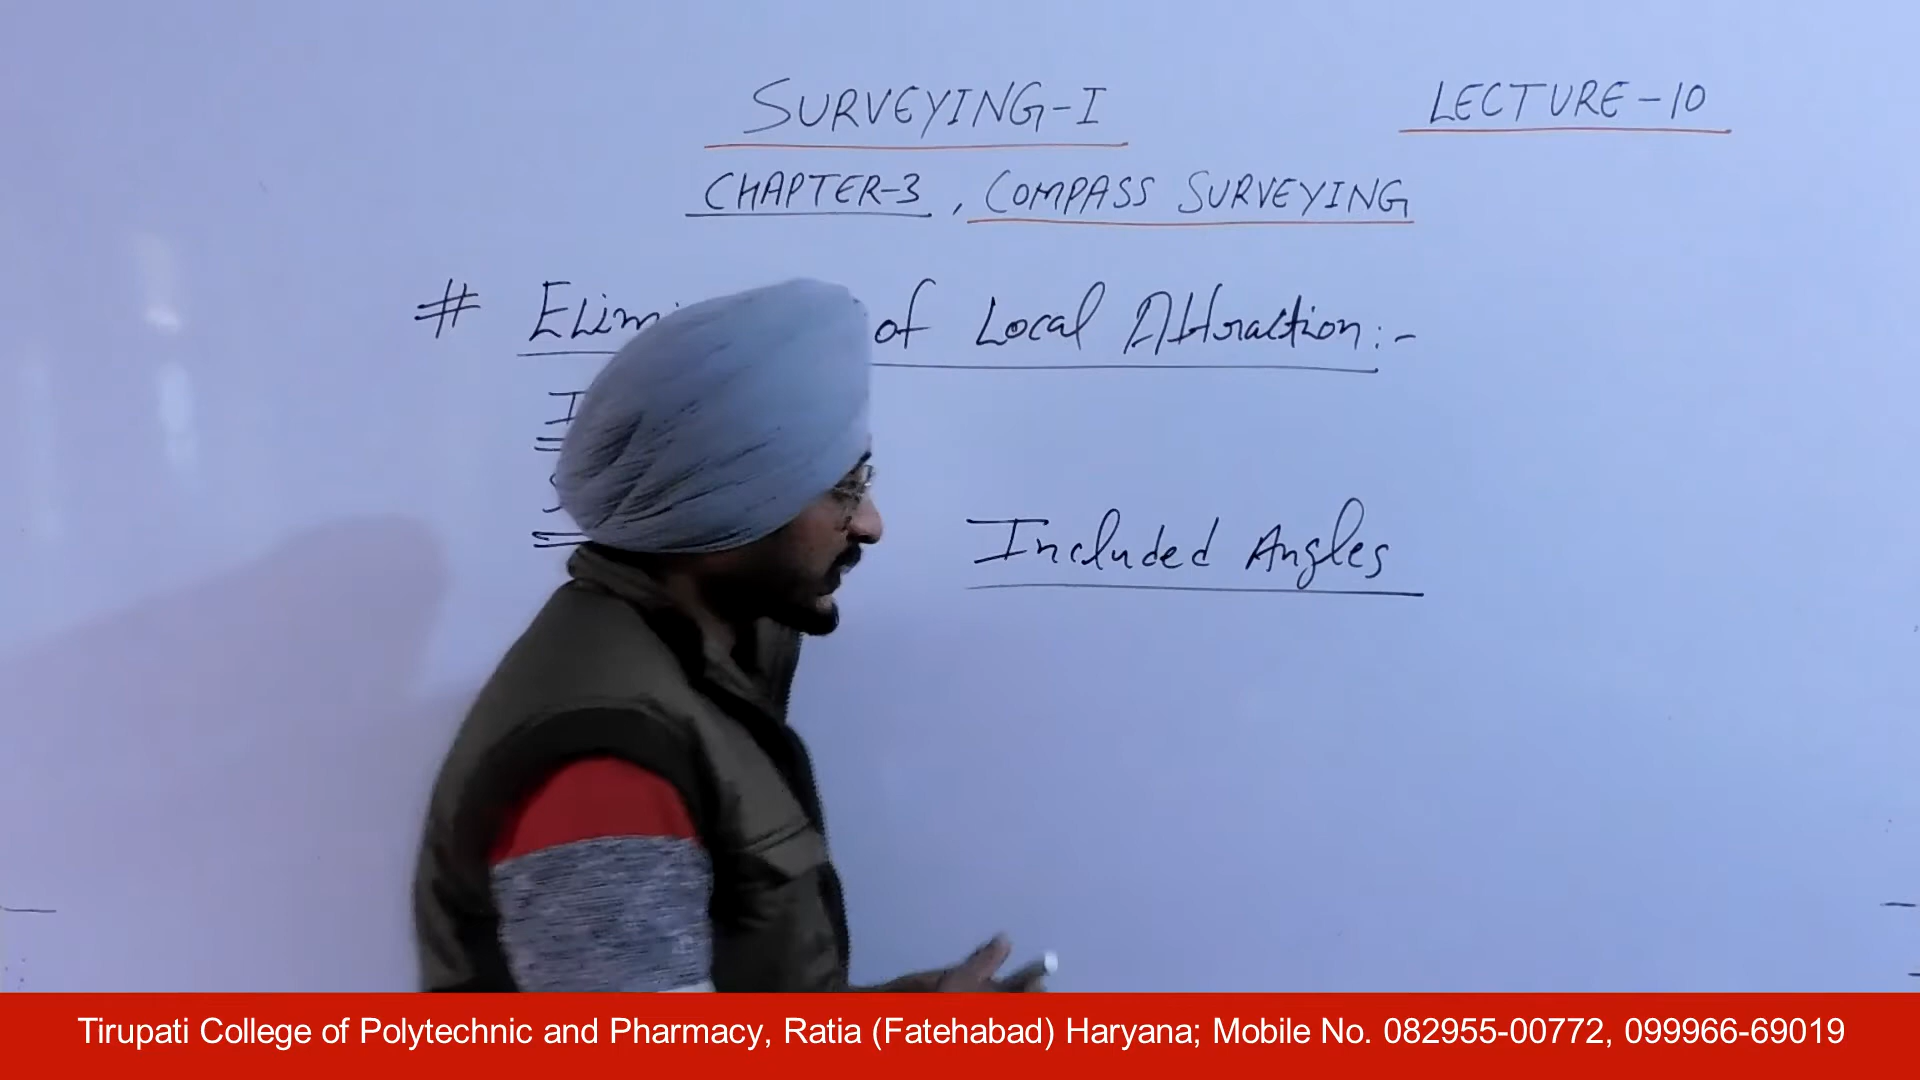 SURVEYING-I
LECTURE-10
CHAPTER-3, COMPASS SURVEYING
# of Local Attraction:-
Included Angles
Tirupati College of Polytechnic and Pharmacy, Ratia (Fatehabad) Haryana; Mobile No. 082955-00772, 099966-69019